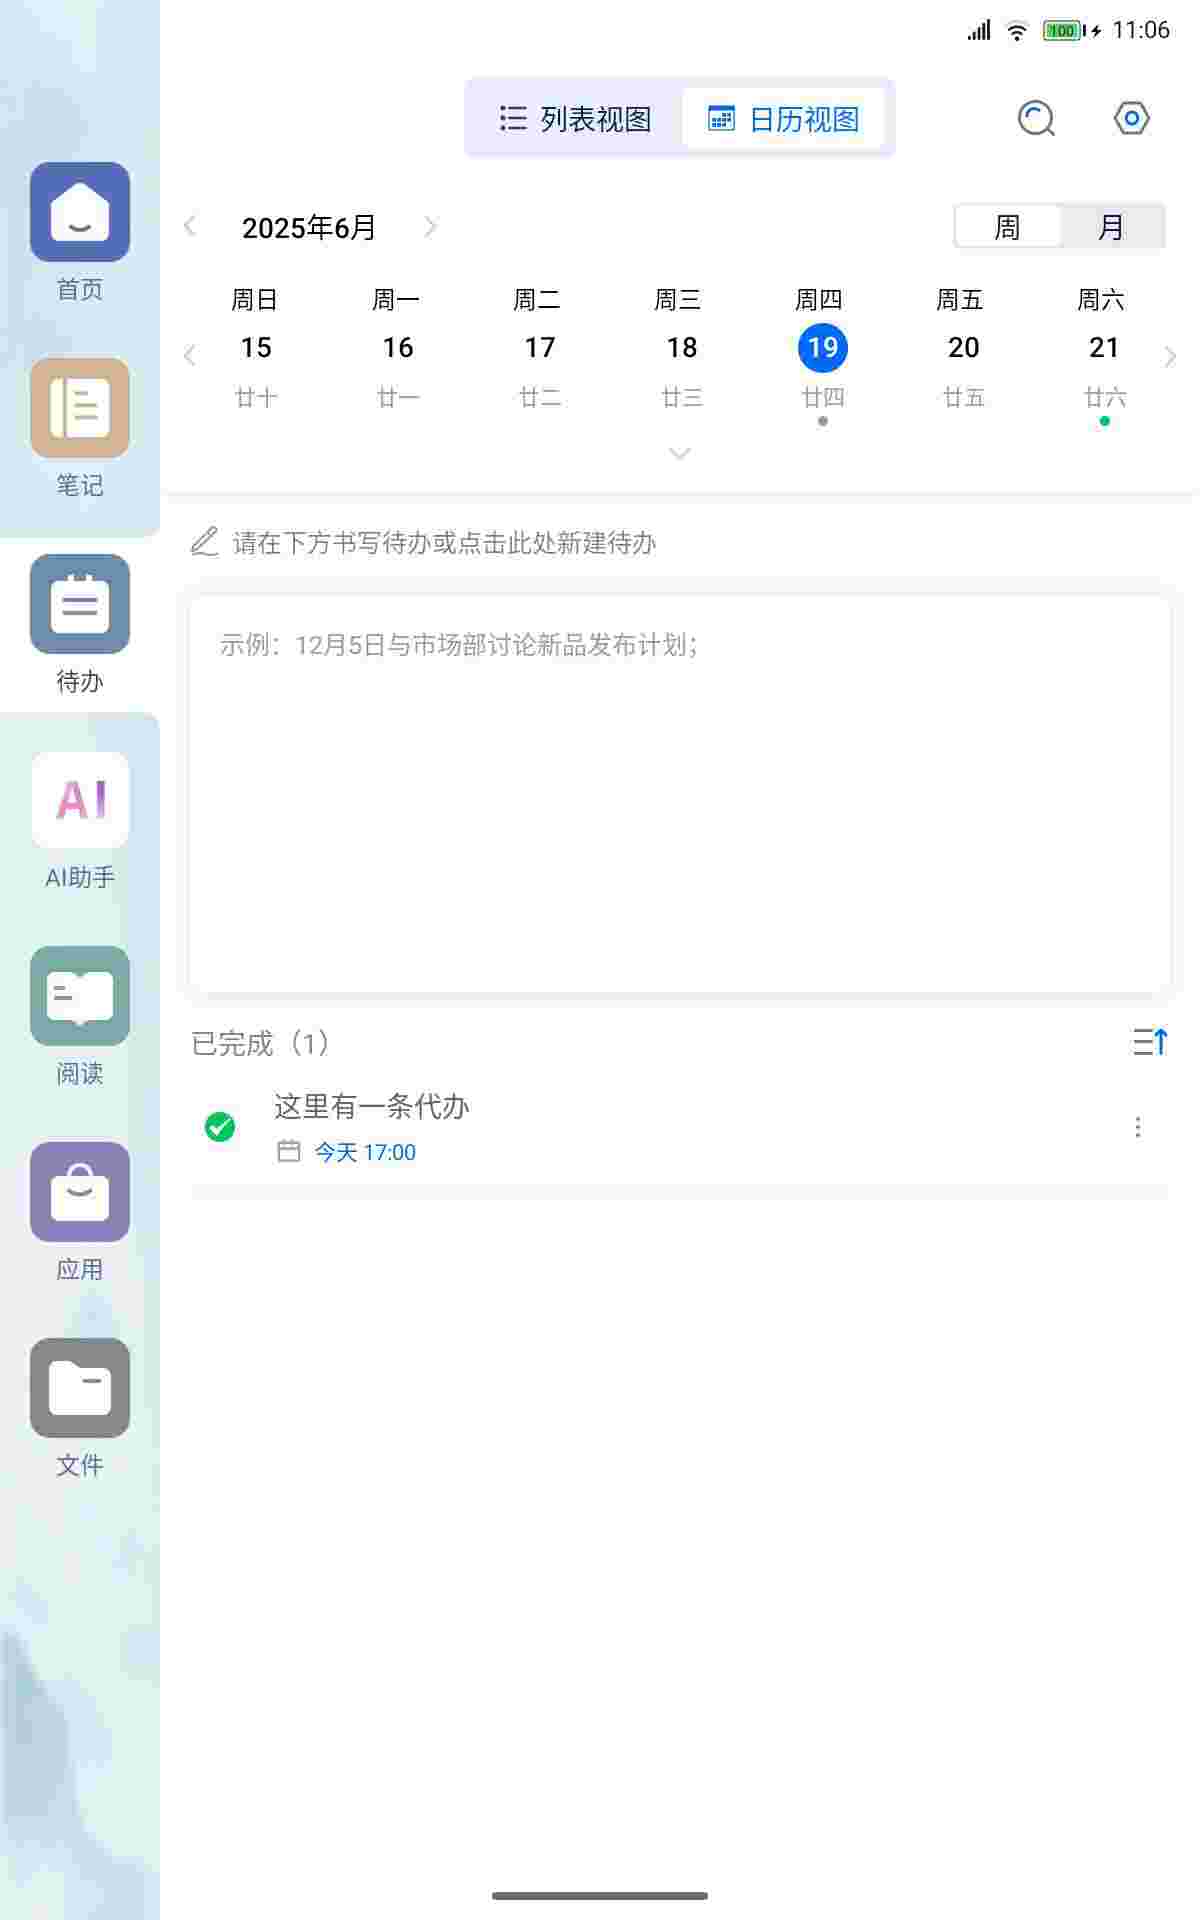 100 11:06
列表视图 日历视图
2025年6月 周 月
周日 周一 周二 周三 周四 周五 周六
15 16 17 18 19 20 21
廿十 廿一 廿二 廿三 廿四 廿五 廿六
请在下方书写待办或点击此处新建待办
示例：12月5日与市场部讨论新品发布计划；
已完成（1）
这里有一条代办
今天 17:00
首页
笔记
待办
AI
AI助手
阅读
应用
文件